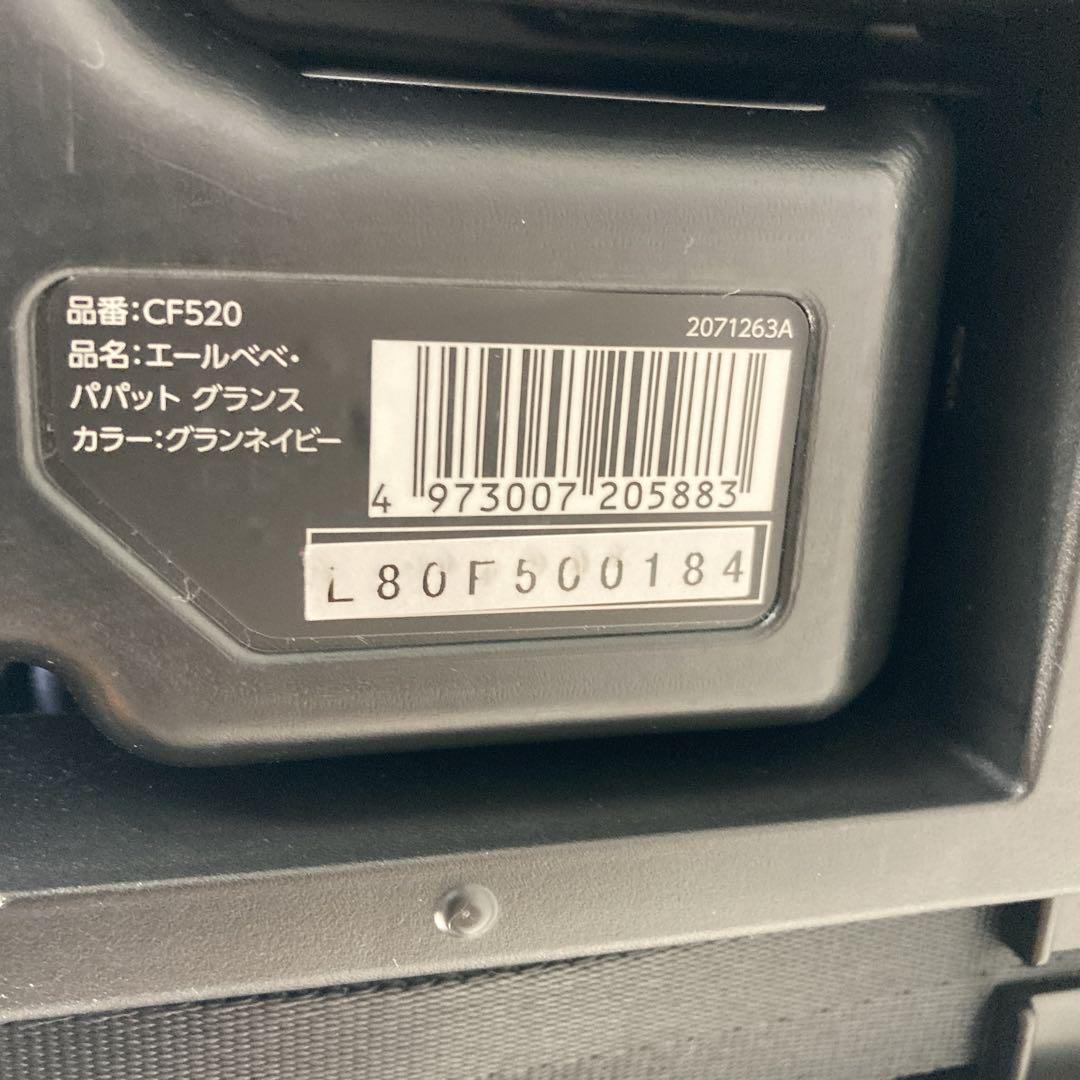 品番:CF520
2071263A
品名:エールベベ・
パパット グランス
カラー:グランネイビー
4 973007 205883
L80F500184